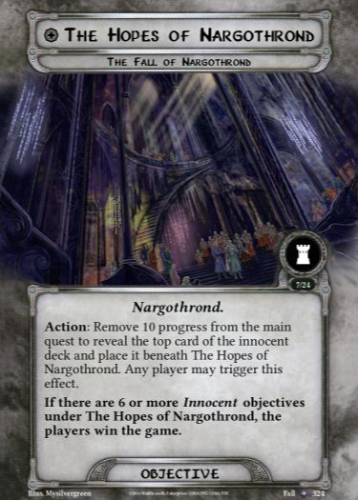 The Hopes of Nargothrond
The Fall of Nargothrond
7/24
Nargothrond.
Action: Remove 10 progress from the main
quest to reveal the top card of the innocent
deck and place it beneath The Hopes of
Nargothrond. Any player may trigger this
effect.
If there are 6 or more Innocent objectives
under The Hopes of Nargothrond, the
players win the game.
OBJECTIVE
Illus. Mysilvergreen
Fall
324